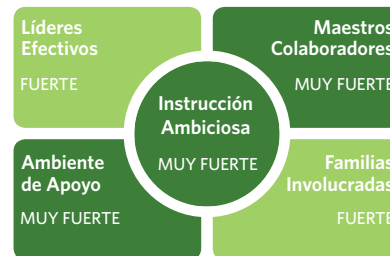 Líderes
Efectivos
FUERTE
Maestros
Colaboradores
MUY FUERTE
Instrucción
Ambiciosa
MUY FUERTE
Ambiente
de Apoyo
MUY FUERTE
Familias
Involucradas
FUERTE